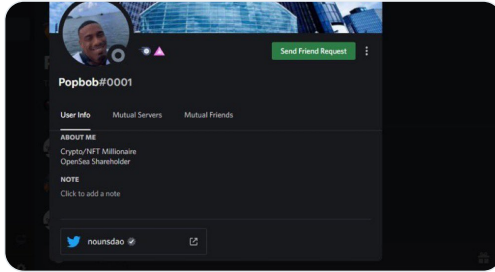 Send Friend Request
Popbob#0001
User Info Mutual Servers Mutual Friends
ABOUT ME
Crypto/NFT Millionaire
OpenSea Shareholder
NOTE
Click to add a note
nounsdao